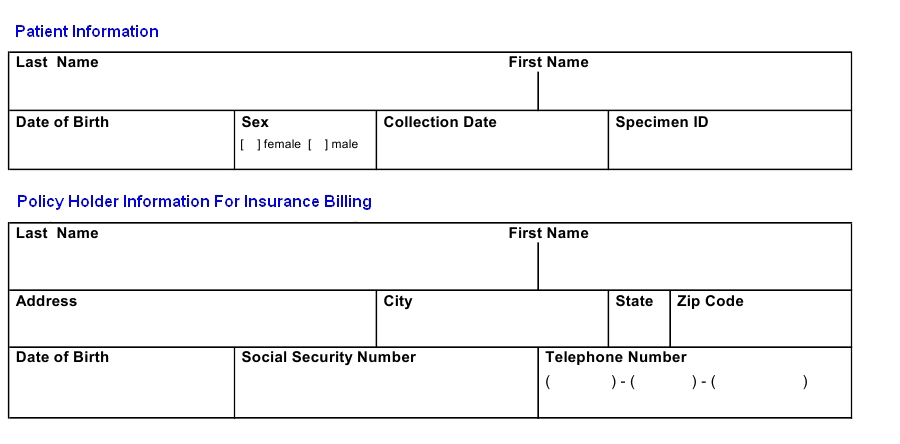 Patient Information
Last  Name First Name
Date of Birth Sex Collection Date Specimen ID
[   ] female  [   ] male
Policy Holder Information For Insurance Billing
Last  Name First Name
Address City State Zip Code
Date of Birth Social Security Number Telephone Number
(          ) - (          ) - (          )